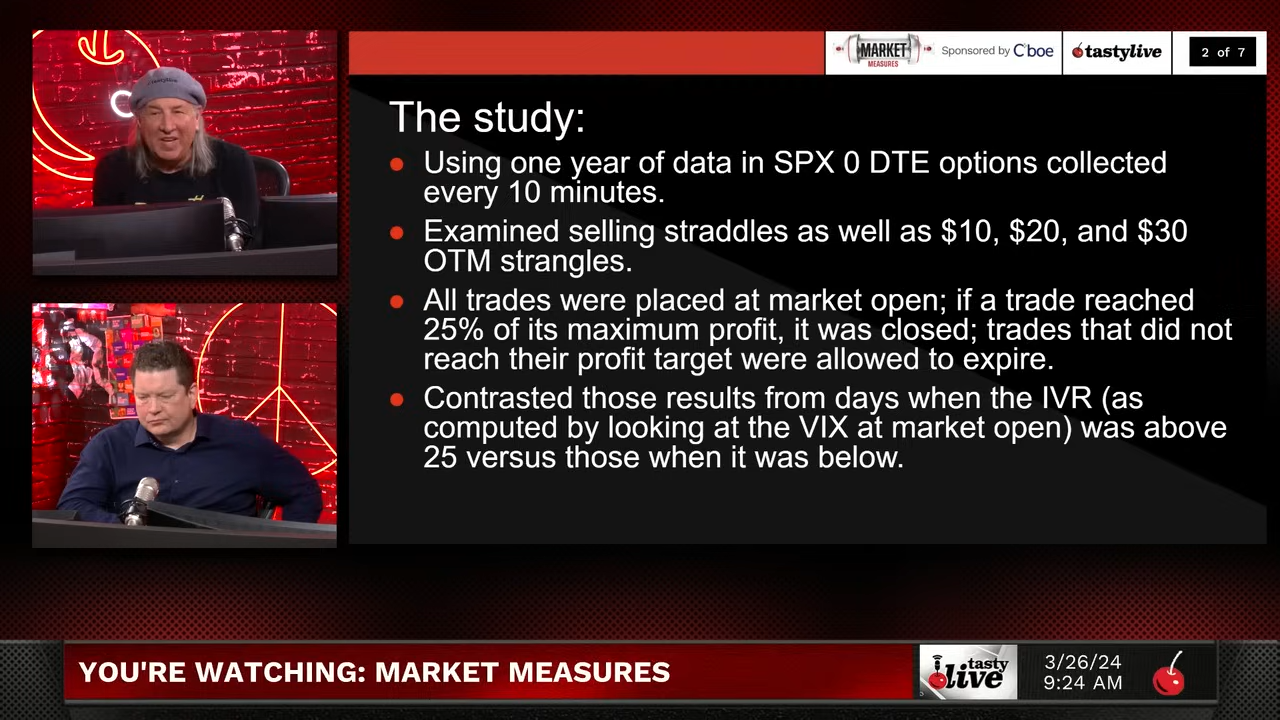 MARKET
MEASURES
Sponsored by Cboe
tastylive
2 of 7
The study:
Using one year of data in SPX 0 DTE options collected
every 10 minutes.
Examined selling straddles as well as $10, $20, and $30
OTM strangles.
All trades were placed at market open; if a trade reached
25% of its maximum profit, it was closed; trades that did not
reach their profit target were allowed to expire.
Contrasted those results from days when the IVR (as
computed by looking at the VIX at market open) was above
25 versus those when it was below.
YOU'RE WATCHING: MARKET MEASURES
tasty
live
3/26/24
9:24 AM